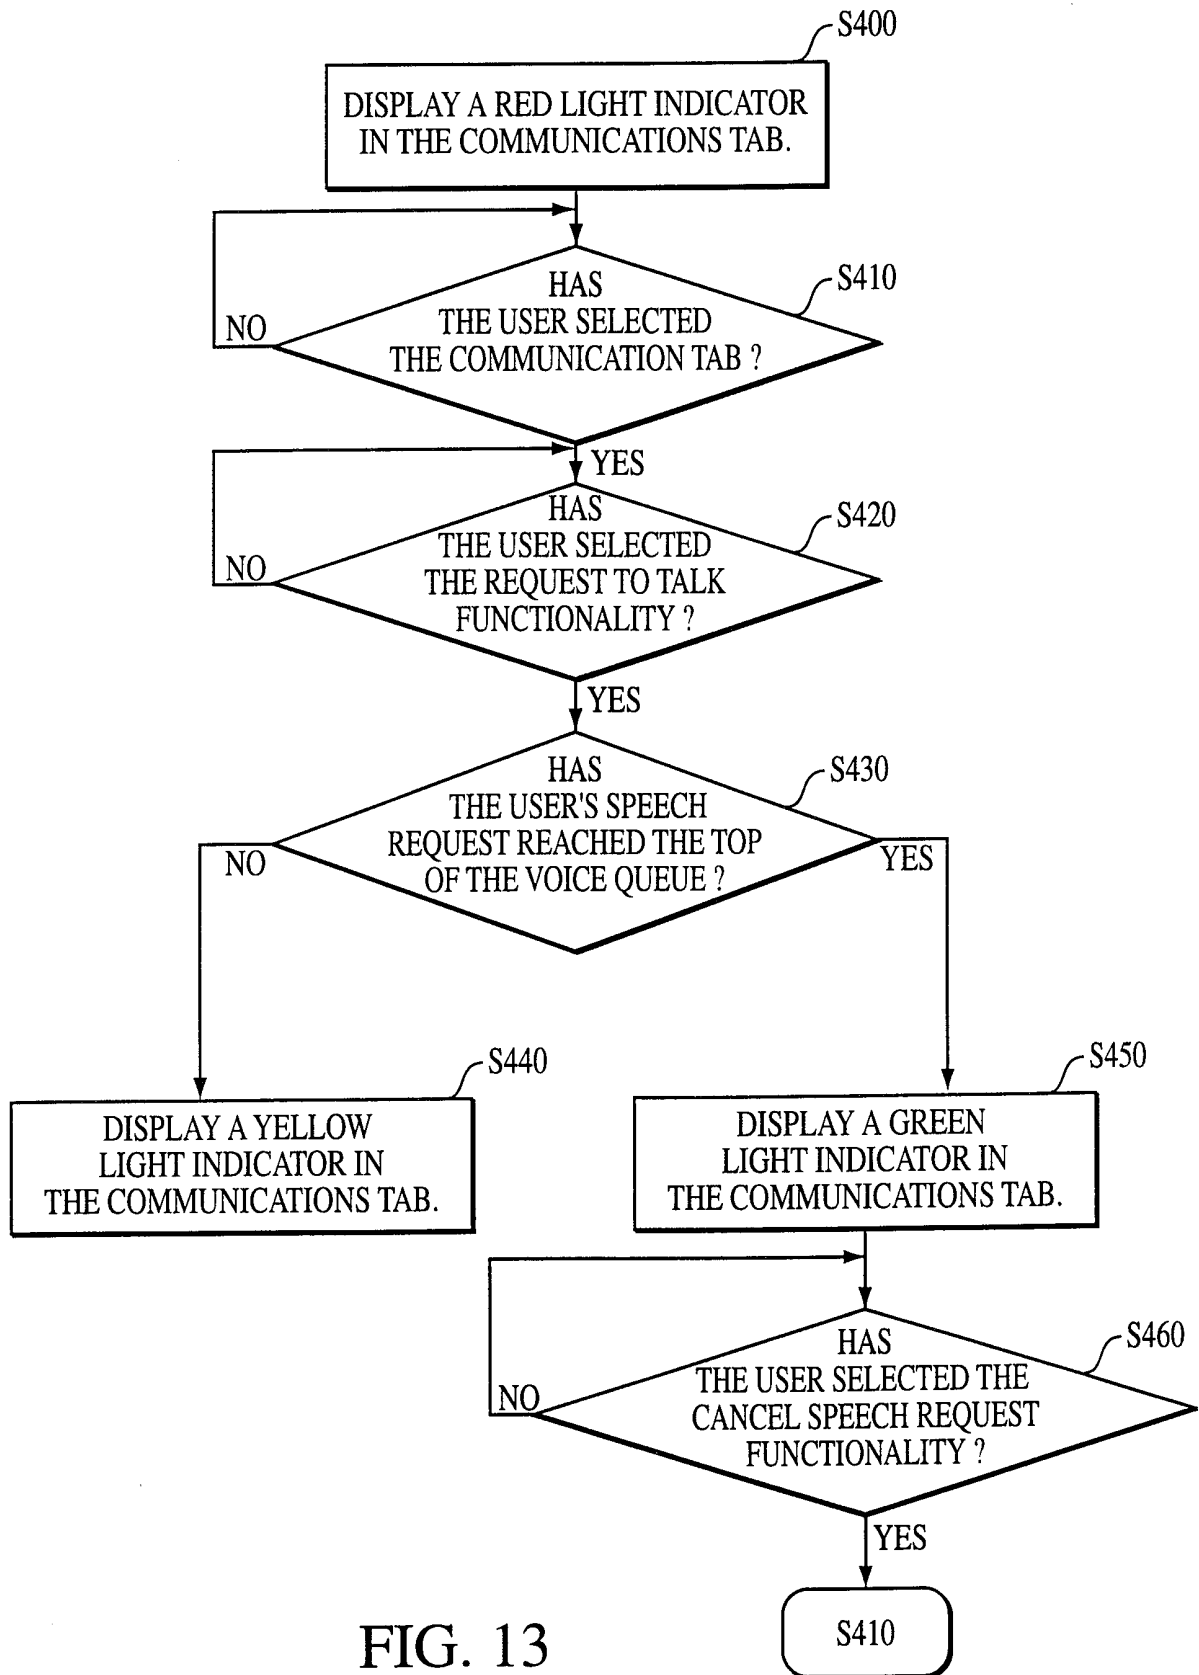 S400
DISPLAY A RED LIGHT INDICATOR
IN THE COMMUNICATIONS TAB.
S410
HAS
THE USER SELECTED
THE COMMUNICATION TAB ?
NO
YES
S420
HAS
THE USER SELECTED
THE REQUEST TO TALK
FUNCTIONALITY ?
NO
YES
S430
HAS
THE USER'S SPEECH
REQUEST REACHED THE TOP
OF THE VOICE QUEUE ?
NO
YES
S440
DISPLAY A YELLOW
LIGHT INDICATOR IN
THE COMMUNICATIONS TAB.
S450
DISPLAY A GREEN
LIGHT INDICATOR IN
THE COMMUNICATIONS TAB.
S460
HAS
THE USER SELECTED THE
CANCEL SPEECH REQUEST
FUNCTIONALITY ?
NO
YES
S410
FIG. 13